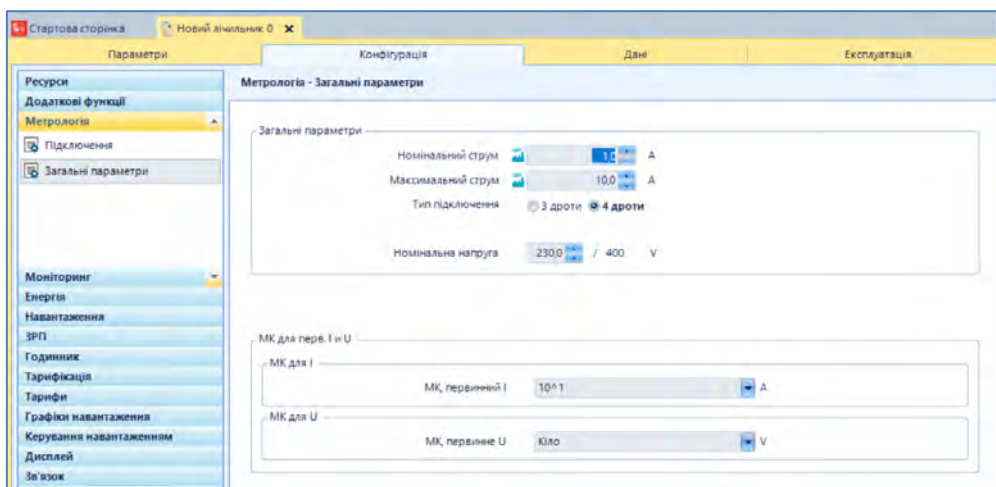 Стартова сторінка Новий лічильник 0
Параметри Конфігурація Дані Експлуатація
Ресурси
Додаткові функції
Метрологія
Підключення
Загальні параметри
Моніторинг
Енергія
Навантаження
ЗРП
Годинник
Тарифікація
Тарифи
Графіки навантаження
Керування навантаженням
Дисплей
Зв'язок
Метрологія - Загальні параметри
Загальні параметри
Номінальний струм 1,0 A
Максимальний струм 10,0 A
Тип підключення 3 дроти 4 дроти
Номінальна напруга 230,0 / 400 V
МК для перв. I и U
МК для I
МК, первинний I 10^1 A
МК для U
МК, первинне U Кіло V